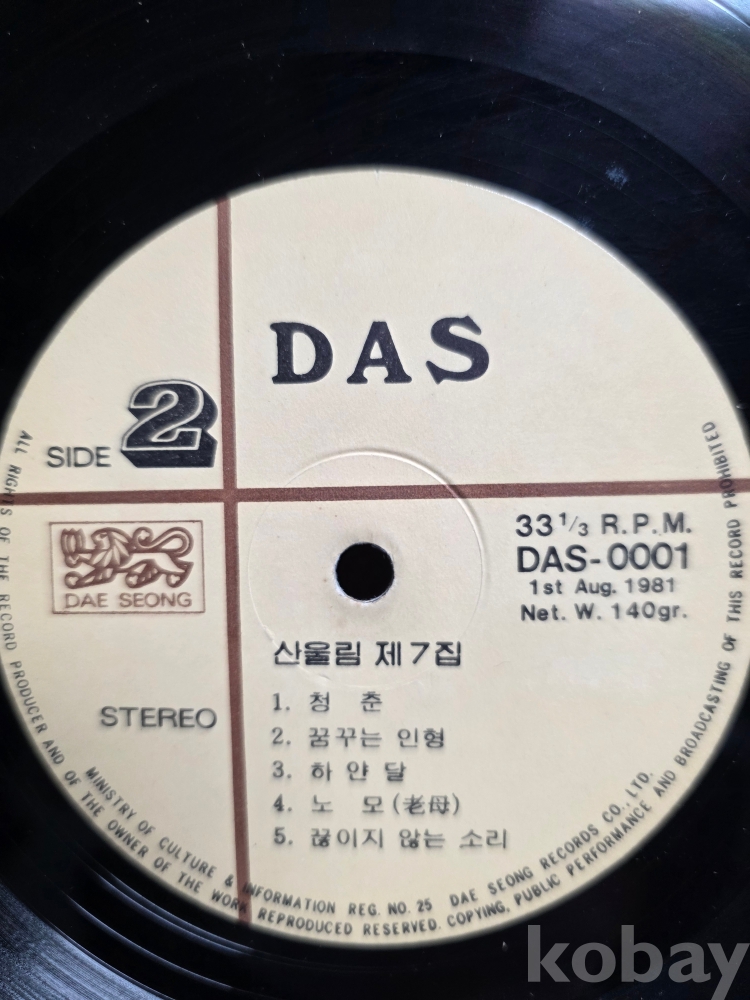 DAS
SIDE 2
DAE SEONG
STEREO
33 1/3 R.P.M.
DAS-0001
1st Aug. 1981
Net. W. 140gr.
산울림 제 7 집
1. 청 춘
2. 꿈꾸는 인형
3. 하 얀 달
4. 노 모 (老母)
5. 끊이지 않는 소리
MINISTRY OF CULTURE & INFORMATION REG. NO. 25 DAE SEONG RECORDS CO., LTD.
ALL RIGHTS OF THE RECORD PRODUCER AND OF THE OWNER OF THE WORK REPRODUCED RESERVED. COPYING, PUBLIC PERFORMANCE AND BROADCASTING OF THIS RECORD PROHIBITED
kobay